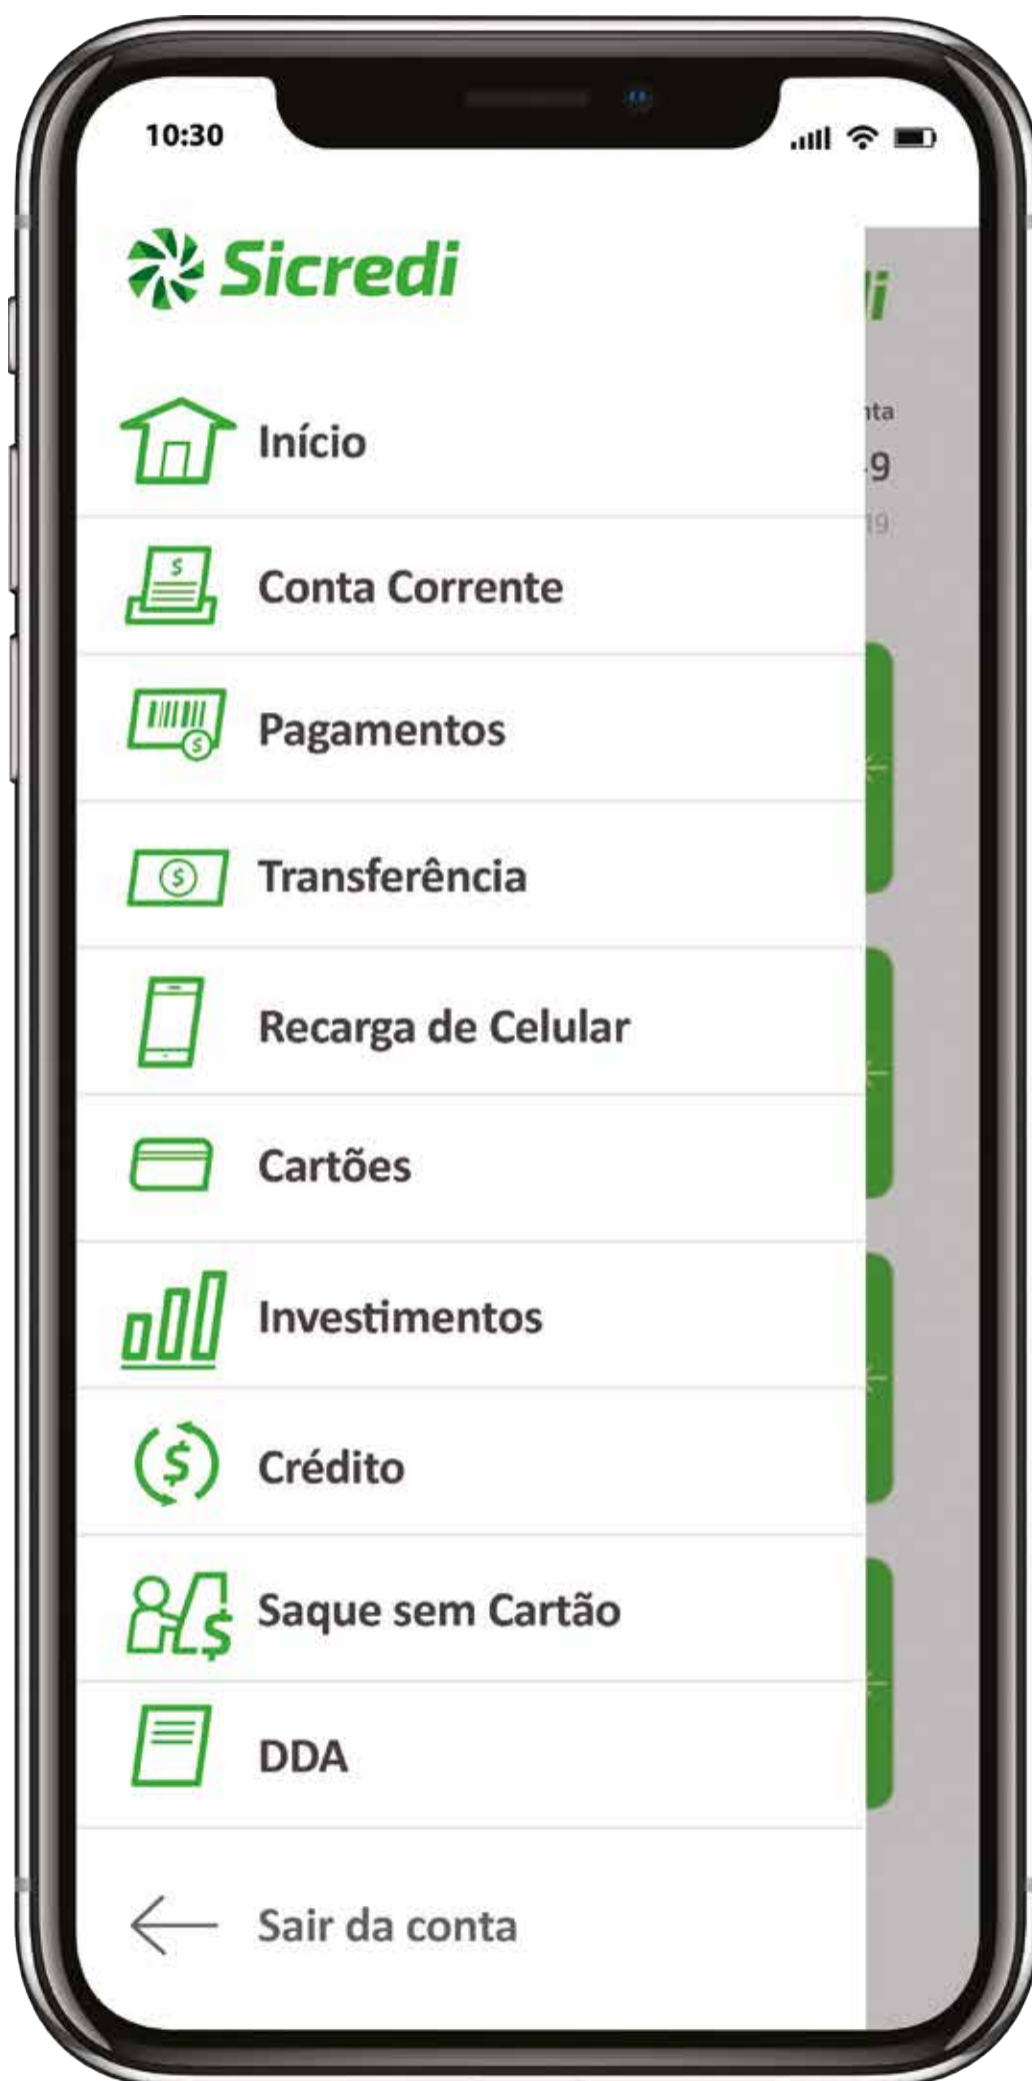 10:30
Sicredi
Início
Conta Corrente
Pagamentos
Transferência
Recarga de Celular
Cartões
Investimentos
Crédito
Saque sem Cartão
DDA
Sair da conta